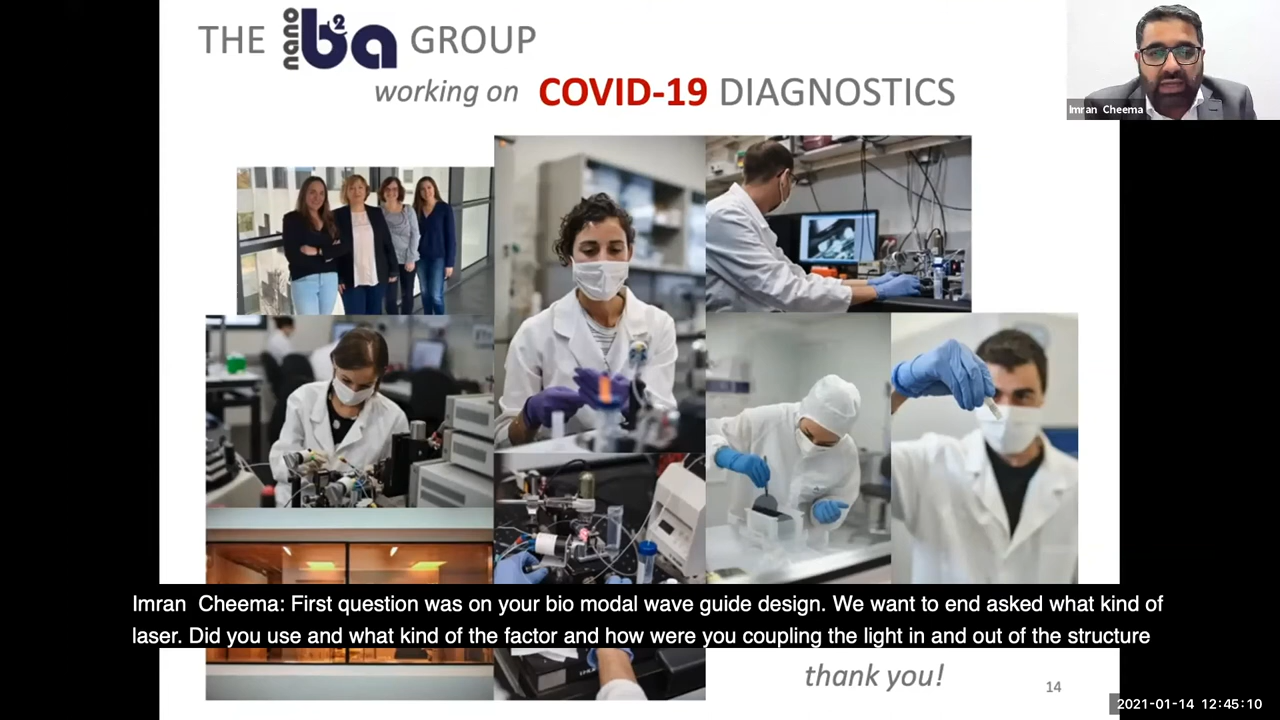 THE nano b2a GROUP
working on COVID-19 DIAGNOSTICS
Imran Cheema
Imran Cheema: First question was on your bio modal wave guide design. We want to end asked what kind of
laser. Did you use and what kind of the factor and how were you coupling the light in and out of the structure
thank you!
14
2021-01-14 12:45:10